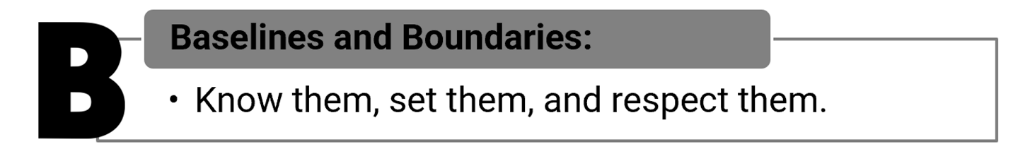 B
Baselines and Boundaries:
• Know them, set them, and respect them.